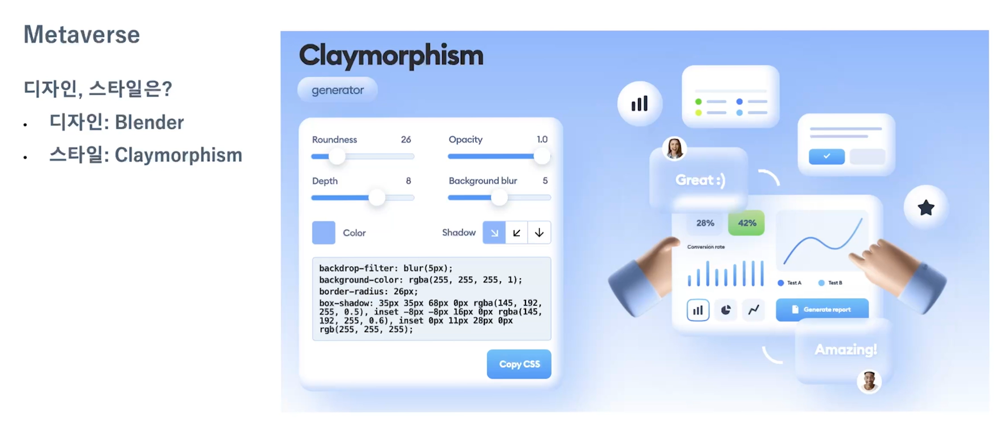 Metaverse
디자인, 스타일은?
• 디자인: Blender
• 스타일: Claymorphism
Claymorphism
generator
Roundness 26
Opacity 1.0
Depth 8
Background blur 5
Color
Shadow
backdrop-filter: blur(5px);
background-color: rgba(255, 255, 255, 1);
border-radius: 26px;
box-shadow: 35px 35px 68px 0px rgba(145, 192,
255, 0.5), inset -8px -8px 16px 0px rgba(145,
192, 255, 0.6), inset 0px 11px 28px 0px
rgb(255, 255, 255);
Copy CSS
Great :)
28% 42%
Conversion rate
Test A Test B
Generate report
Amazing!